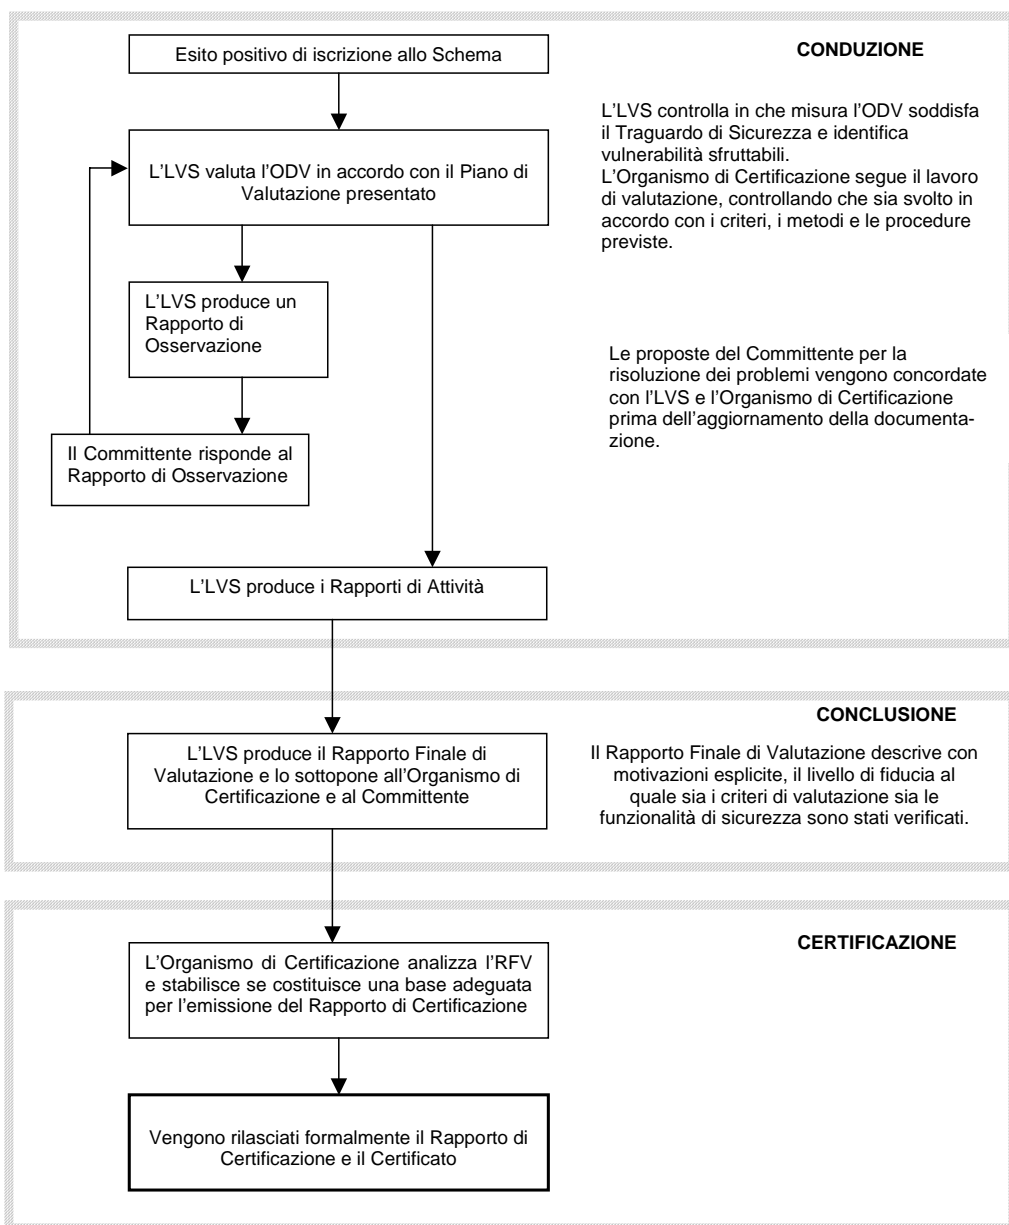 Esito positivo di iscrizione allo Schema
CONDUZIONE
L'LVS controlla in che misura l'ODV soddisfa
il Traguardo di Sicurezza e identifica
vulnerabilità sfruttabili.
L'Organismo di Certificazione segue il lavoro
di valutazione, controllando che sia svolto in
accordo con i criteri, i metodi e le procedure
previste.
L'LVS valuta l'ODV in accordo con il Piano di
Valutazione presentato
L'LVS produce un
Rapporto di
Osservazione
Le proposte del Committente per la
risoluzione dei problemi vengono concordate
con l'LVS e l'Organismo di Certificazione
prima dell'aggiornamento della documenta-
zione.
Il Committente risponde al
Rapporto di Osservazione
L'LVS produce i Rapporti di Attività
CONCLUSIONE
L'LVS produce il Rapporto Finale di
Valutazione e lo sottopone all'Organismo di
Certificazione e al Committente
Il Rapporto Finale di Valutazione descrive con
motivazioni esplicite, il livello di fiducia al
quale sia i criteri di valutazione sia le
funzionalità di sicurezza sono stati verificati.
CERTIFICAZIONE
L'Organismo di Certificazione analizza l'RFV
e stabilisce se costituisce una base adeguata
per l'emissione del Rapporto di Certificazione
Vengono rilasciati formalmente il Rapporto di
Certificazione e il Certificato